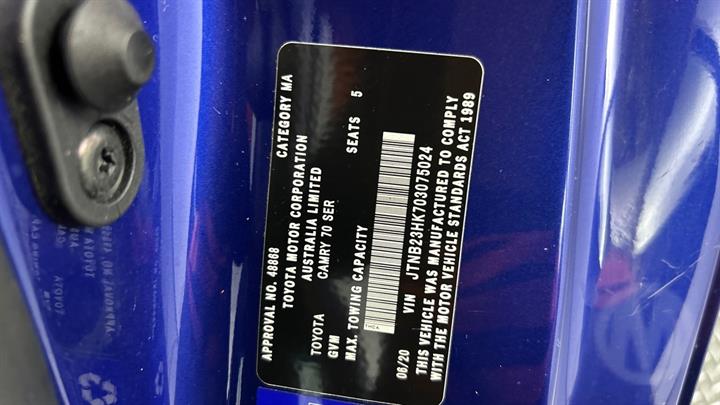 APPROVAL NO. 48868 CATEGORY MA
TOYOTA MOTOR CORPORATION
AUSTRALIA LIMITED
TOYOTA CAMRY 70 SER
GVM SEATS 5
MAX. TOWING CAPACITY
06/20 VIN JTNB23HK703075024
THIS VEHICLE WAS MANUFACTURED TO COMPLY
WITH THE MOTOR VEHICLE STANDARDS ACT 1989